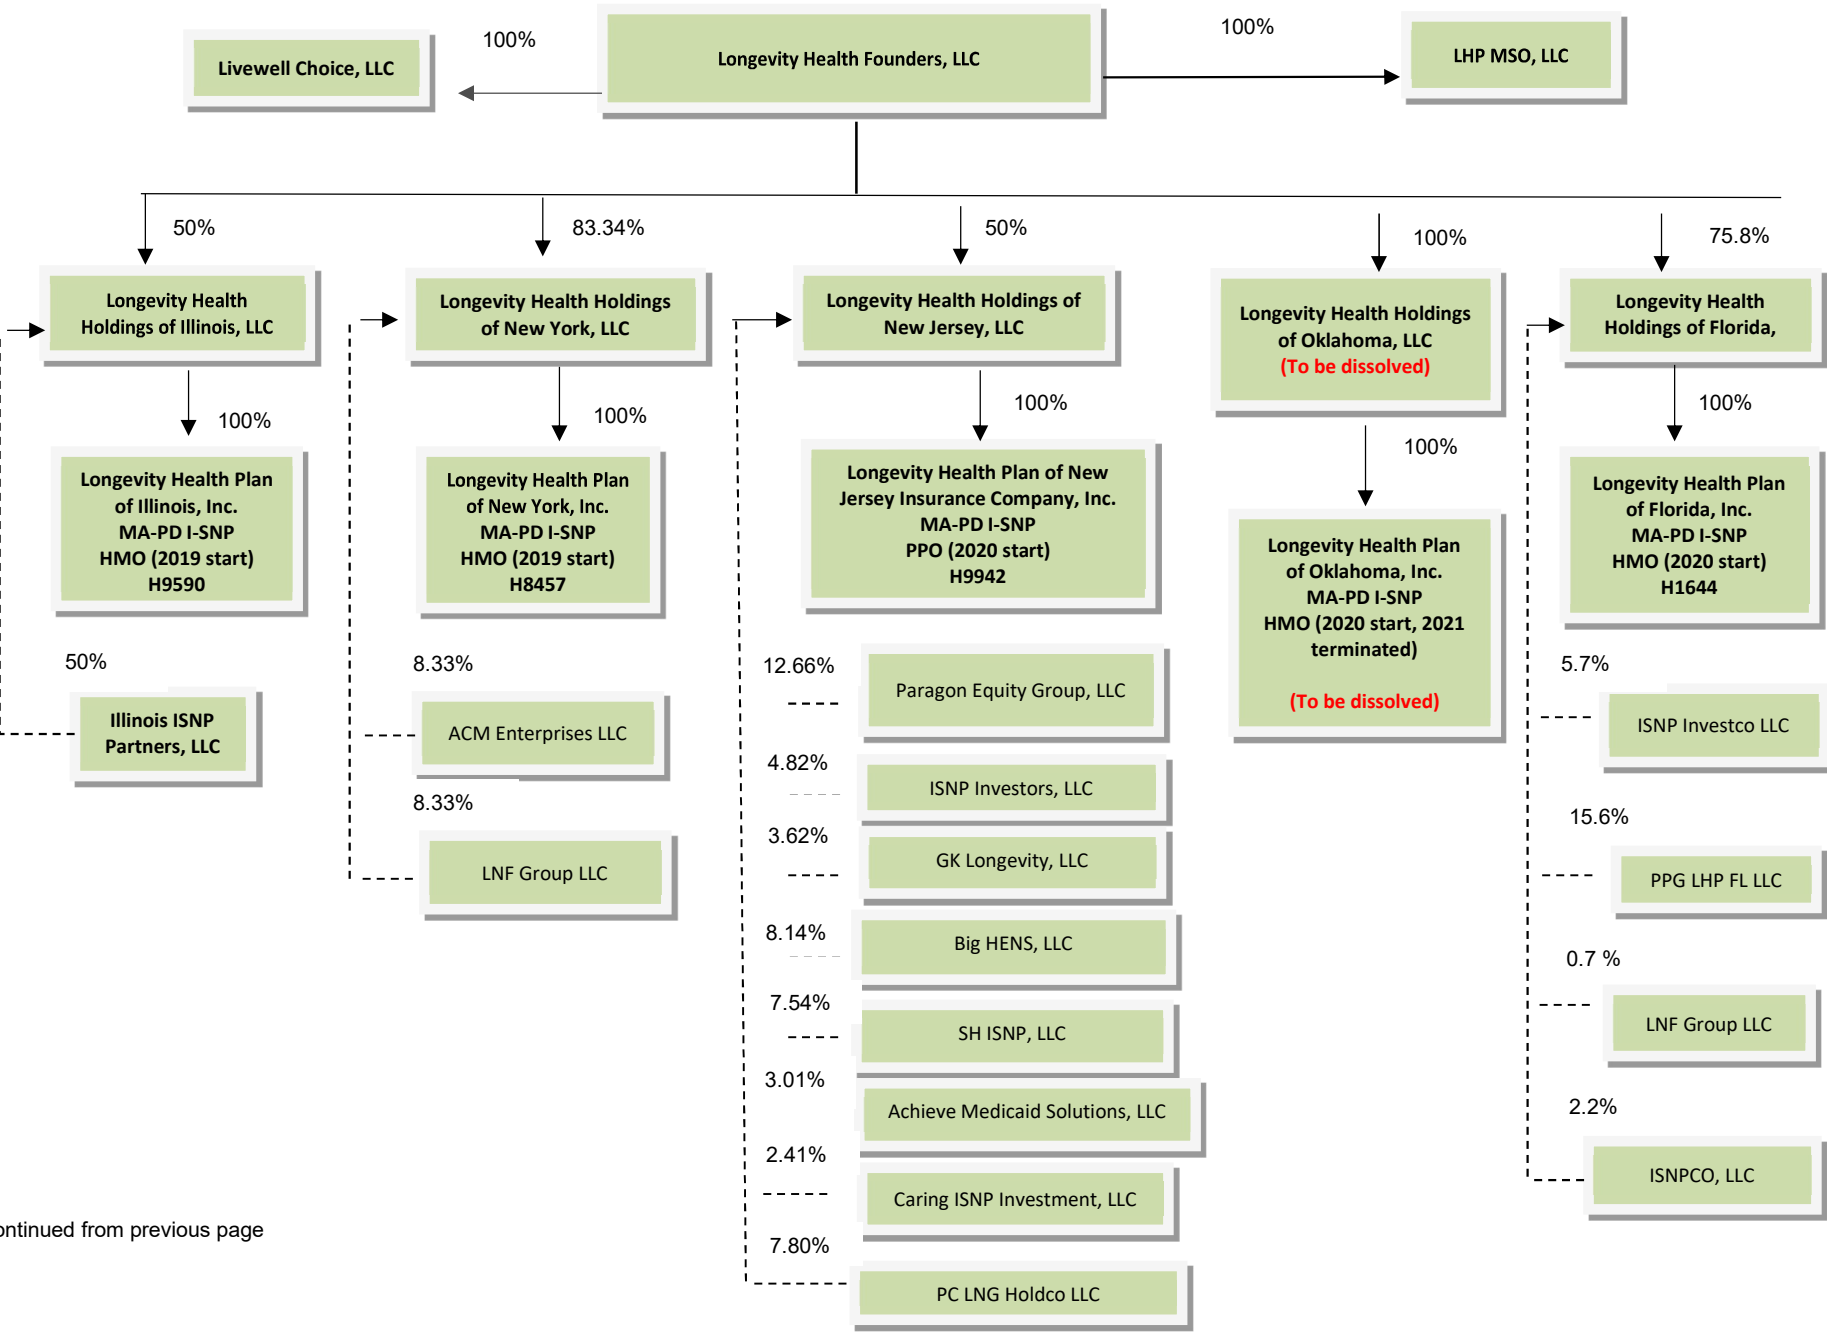 100%
100%
Livewell Choice, LLC
Longevity Health Founders, LLC
LHP MSO, LLC
50%
83.34%
50%
100%
75.8%
Longevity Health
Holdings of Illinois, LLC
Longevity Health Holdings
of New York, LLC
Longevity Health Holdings of
New Jersey, LLC
Longevity Health Holdings
of Oklahoma, LLC
(To be dissolved)
Longevity Health
Holdings of Florida,
100%
100%
100%
100%
100%
Longevity Health Plan
of Illinois, Inc.
MA-PD I-SNP
HMO (2019 start)
H9590
Longevity Health Plan
of New York, Inc.
MA-PD I-SNP
HMO (2019 start)
H8457
Longevity Health Plan of New
Jersey Insurance Company, Inc.
MA-PD I-SNP
PPO (2020 start)
H9942
Longevity Health Plan
of Oklahoma, Inc.
MA-PD I-SNP
HMO (2020 start, 2021
terminated)
(To be dissolved)
Longevity Health Plan
of Florida, Inc.
MA-PD I-SNP
HMO (2020 start)
H1644
50%
Illinois ISNP
Partners, LLC
8.33%
ACM Enterprises LLC
8.33%
LNF Group LLC
12.66%
Paragon Equity Group, LLC
4.82%
ISNP Investors, LLC
3.62%
GK Longevity, LLC
8.14%
Big HENS, LLC
7.54%
SH ISNP, LLC
3.01%
Achieve Medicaid Solutions, LLC
2.41%
Caring ISNP Investment, LLC
7.80%
PC LNG Holdco LLC
5.7%
ISNP Investco LLC
15.6%
PPG LHP FL LLC
0.7 %
LNF Group LLC
2.2%
ISNPCO, LLC
ontinued from previous page